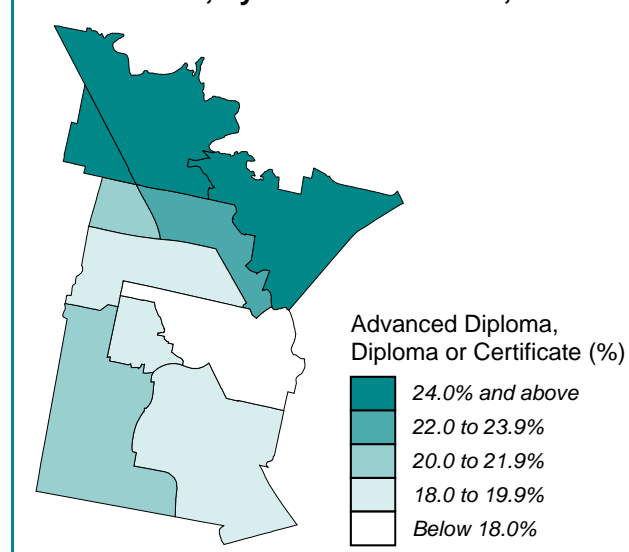 Advanced Diploma,
Diploma or Certificate (%)
24.0% and above
22.0 to 23.9%
20.0 to 21.9%
18.0 to 19.9%
Below 18.0%